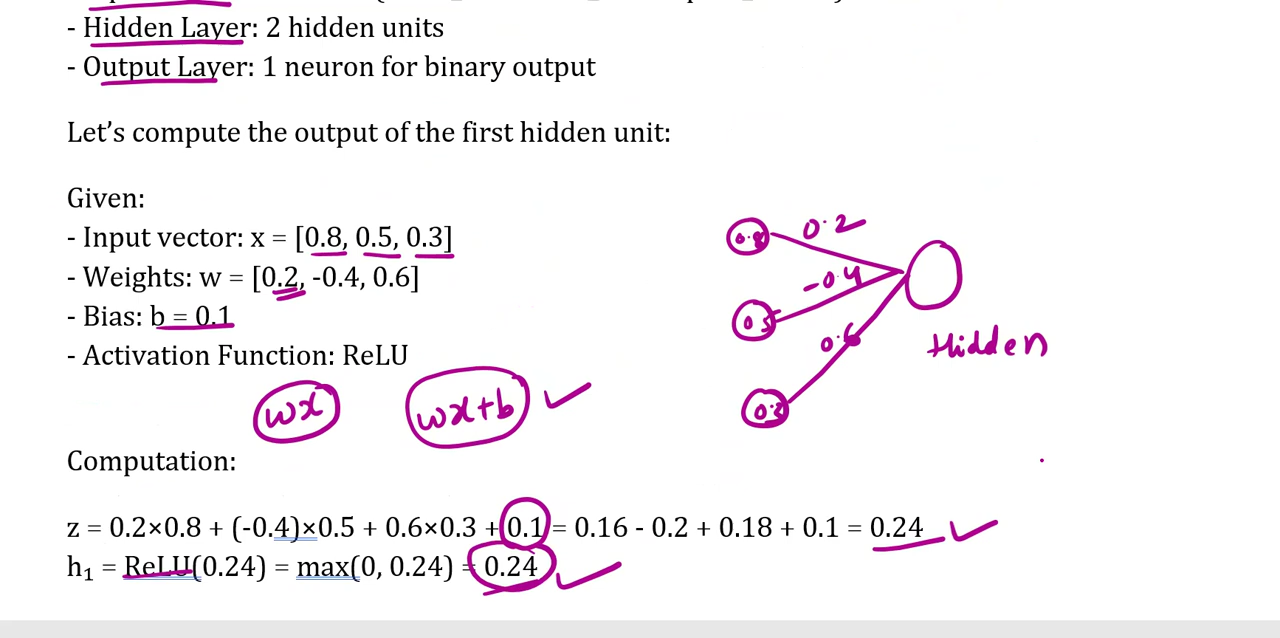 - Hidden Layer: 2 hidden units
- Output Layer: 1 neuron for binary output
Let’s compute the output of the first hidden unit:
Given:
- Input vector: x = [0.8, 0.5, 0.3]
- Weights: w = [0.2, -0.4, 0.6]
- Bias: b = 0.1
- Activation Function: ReLU
wx wx+b
0.8 0.2
-0.4
0.5
0.6
Hidden
Computation:
z = 0.2×0.8 + (-0.4)×0.5 + 0.6×0.3 + 0.1 = 0.16 - 0.2 + 0.18 + 0.1 = 0.24
h₁ = ReLU(0.24) = max(0, 0.24) = 0.24